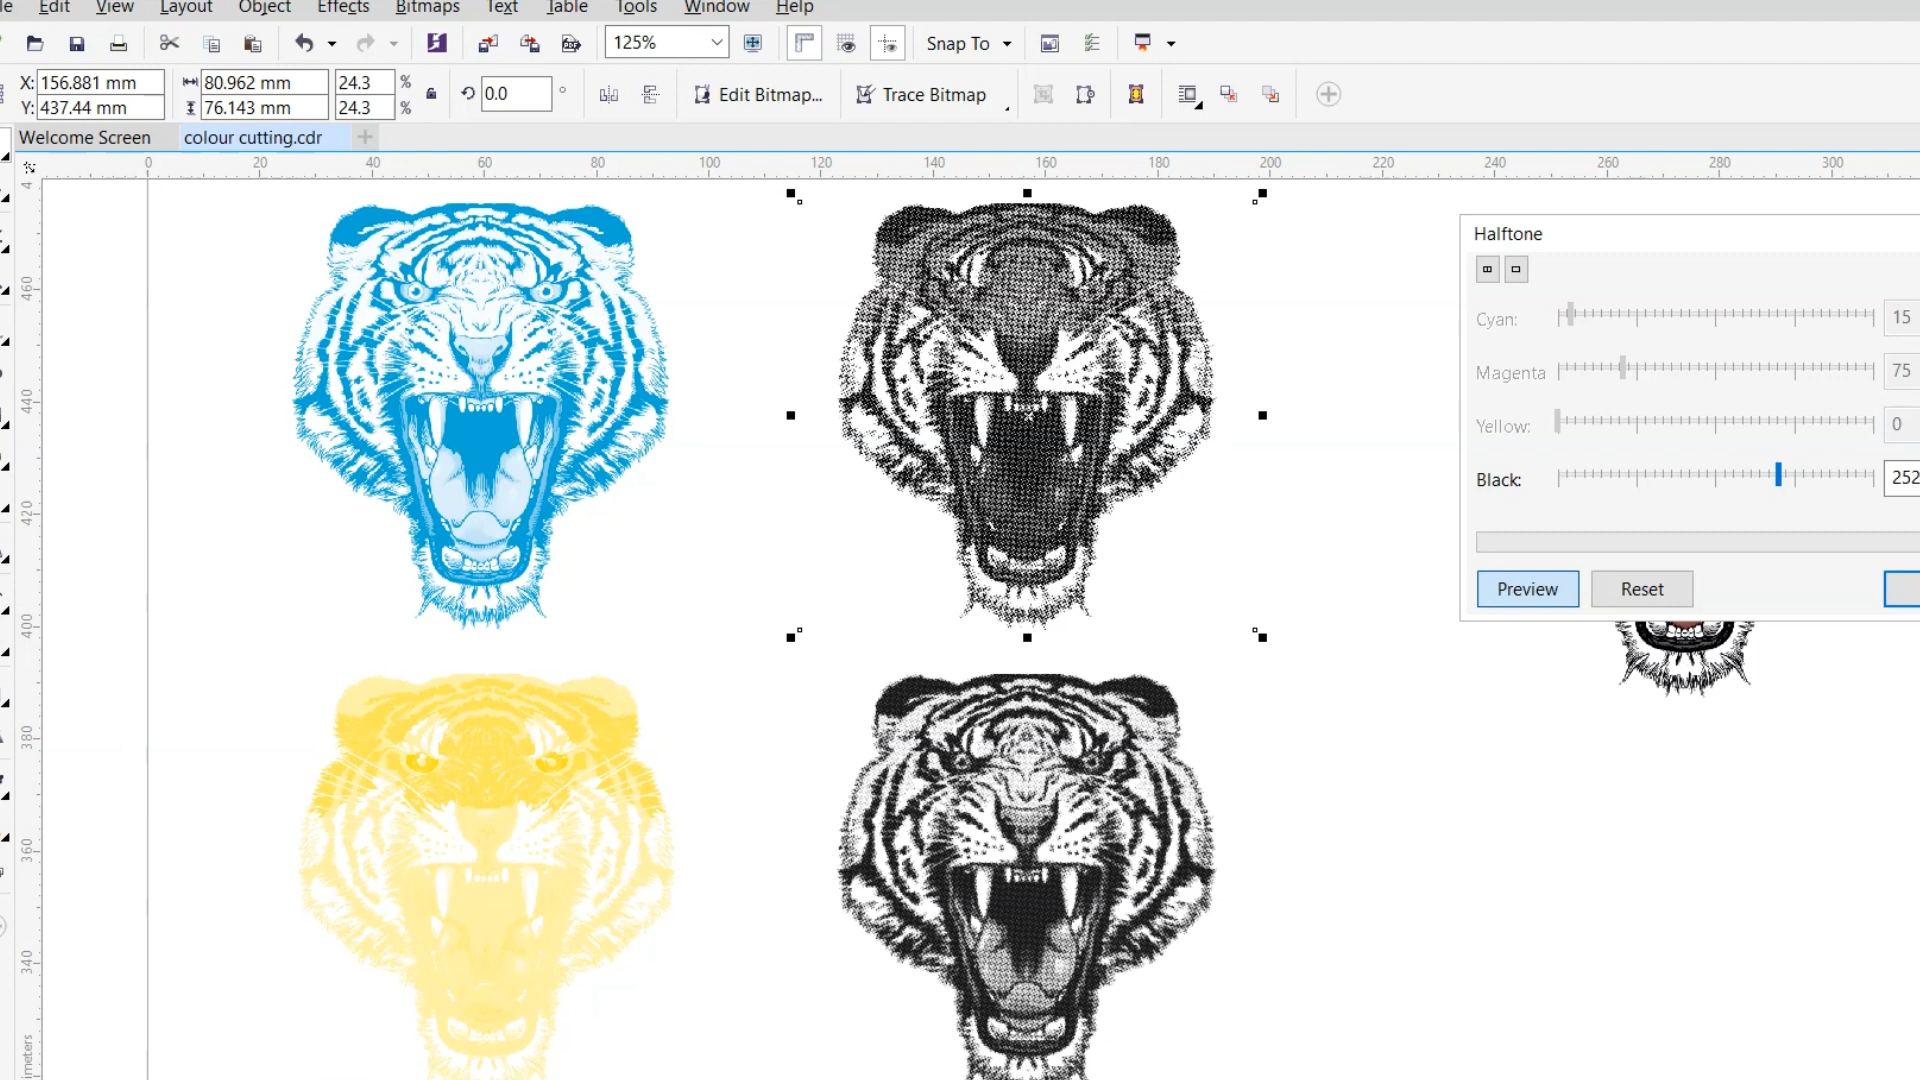 le Edit View Layout Object Effects Bitmaps Text Table Tools Window Help
125% Snap To
X: 156.881 mm 80.962 mm 24.3 %
Y: 437.44 mm 76.143 mm 24.3 %
0.0 °
Edit Bitmap... Trace Bitmap
Welcome Screen colour cutting.cdr
0 20 40 60 80 100 120 140 160 180 200 220 240 260 280 300
4
460
440
420
400
380
360
340
imeters
Halftone
Cyan: 15
Magenta 75
Yellow: 0
Black: 252
Preview Reset